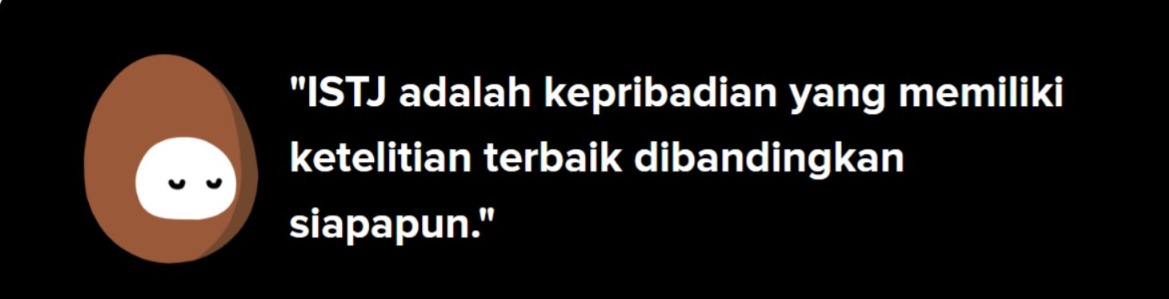 "ISTJ adalah kepribadian yang memiliki
ketelitian terbaik dibandingkan
siapapun."